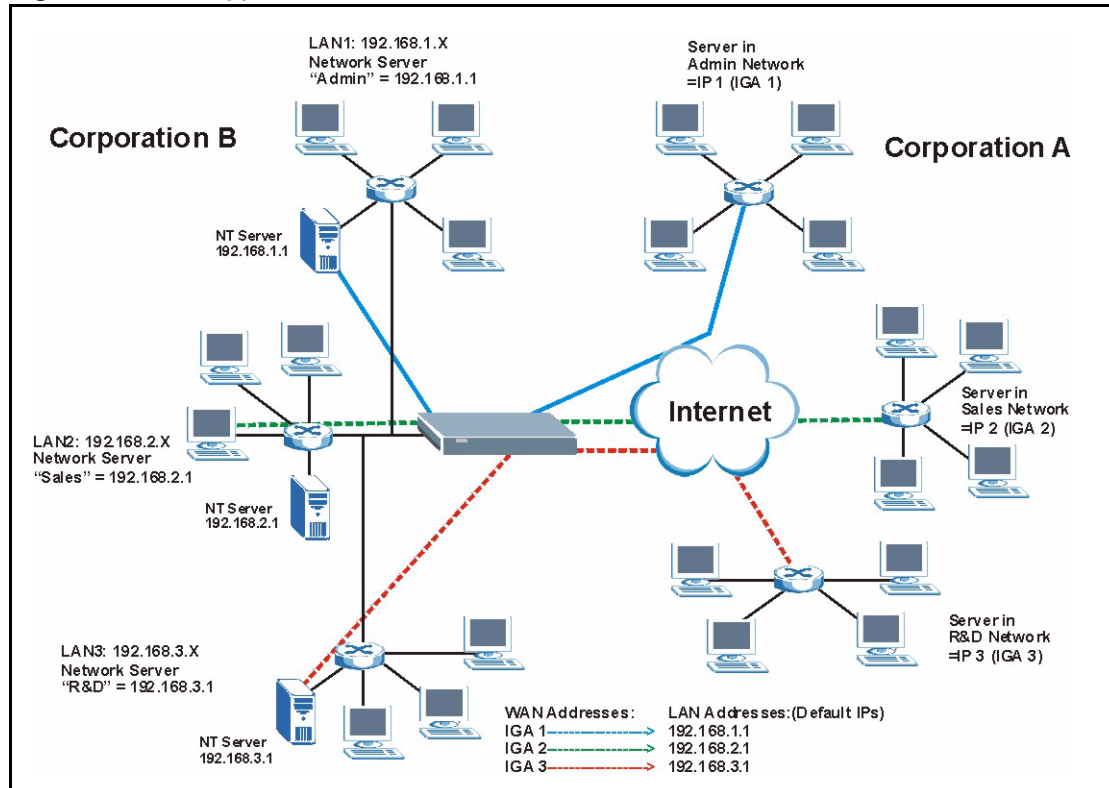 LAN1: 192.168.1.X
Network Server
“Admin” = 192.168.1.1
Server in
Admin Network
=IP 1 (IGA 1)
Corporation B
Corporation A
NT Server
192.168.1.1
Internet
Server in
Sales Network
=IP 2 (IGA 2)
LAN2: 192.168.2.X
Network Server
“Sales” = 192.168.2.1
NT Server
192.168.2.1
LAN3: 192.168.3.X
Network Server
“R&D” = 192.168.3.1
Server in
R&D Network
=IP 3 (IGA 3)
NT Server
192.168.3.1
WAN Addresses: LAN Addresses:(Default IPs)
IGA 1 192.168.1.1
IGA 2 192.168.2.1
IGA 3 192.168.3.1